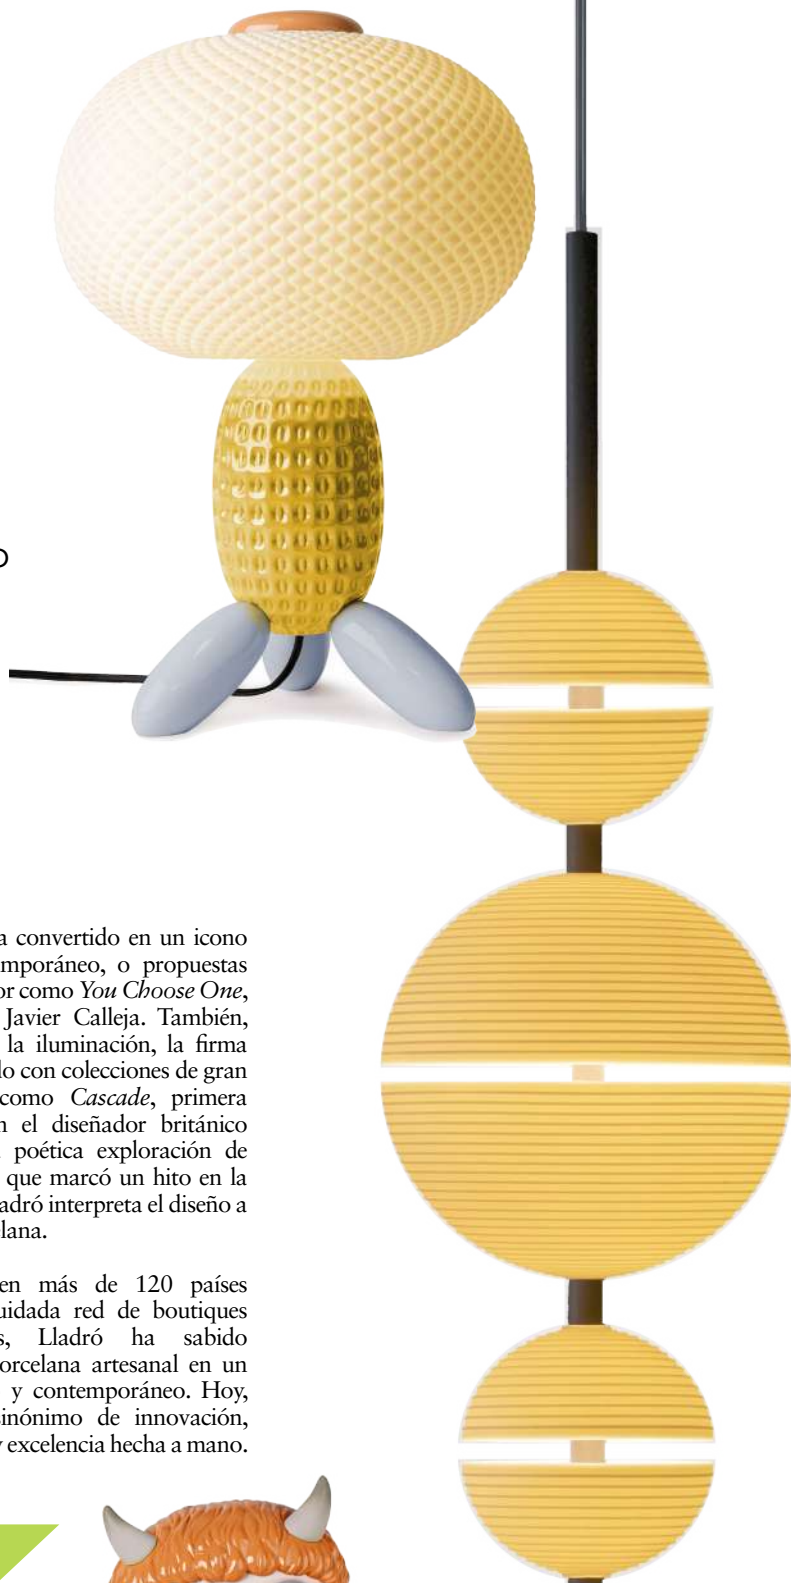 o
a convertido en un icono
mporáneo, o propuestas
or como You Choose One,
Javier Calleja. También,
la iluminación, la firma
lo con colecciones de gran
como Cascade, primera
n el diseñador británico
poética exploración de
que marcó un hito en la
adró interpreta el diseño a
lana.
en más de 120 países
uidada red de boutiques
s, Lladró ha sabido
orcelana artesanal en un
y contemporáneo. Hoy,
sinónimo de innovación,
y excelencia hecha a mano.